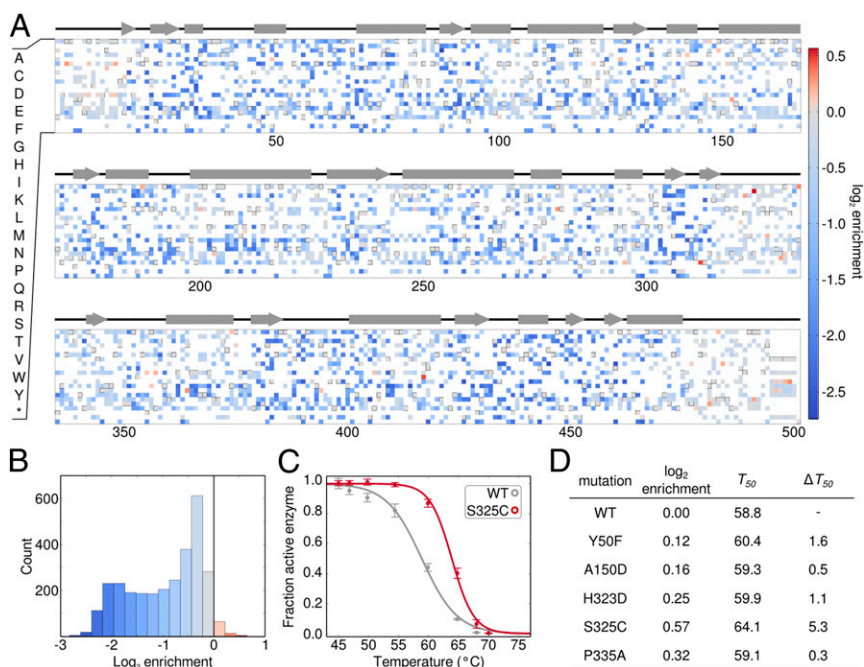 A
A
C
D
E
F
G
H
I
K
L
M
N
P
Q
R
S
T
V
W
Y
*
50 100 150
200 250 300
350 400 450 500
0.5
0.0
-0.5
-1.0
-1.5
-2.0
-2.5
log₂ enrichment
B
600
400
200
0
Count
-3 -2 -1 0 1
Log₂ enrichment
C
WT
S325C
1.0
0.8
0.6
0.4
0.2
0.0
Fraction active enzyme
45 50 55 60 65 70 75
Temperature (°C)
D
mutation log₂ enrichment T₅₀ ΔT₅₀
WT 0.00 58.8 -
Y50F 0.12 60.4 1.6
A150D 0.16 59.3 0.5
H323D 0.25 59.9 1.1
S325C 0.57 64.1 5.3
P335A 0.32 59.1 0.3